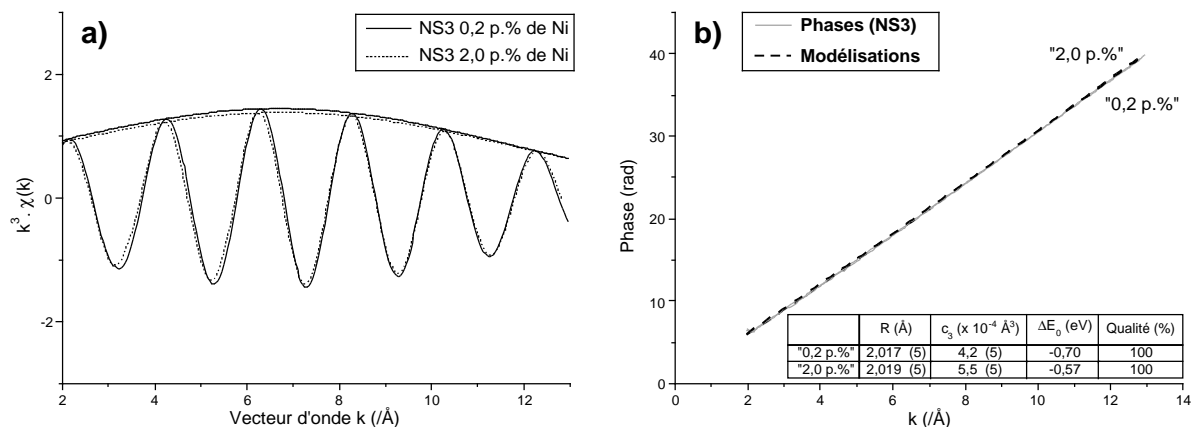 a)
NS3 0,2 p.% de Ni
NS3 2,0 p.% de Ni
2
0
-2
k³ . χ(k)
2 4 6 8 10 12
Vecteur d'onde k (/Å)
b)
Phases (NS3)
Modélisations
"2,0 p.%"
"0,2 p.%"
40
30
20
10
0
Phase (rad)
R (Å) c₃ (x 10⁻⁴ Å³) ΔE₀ (eV) Qualité (%)
"0,2 p.%" 2,017 (5) 4,2 (5) -0,70 100
"2,0 p.%" 2,019 (5) 5,5 (5) -0,57 100
0 2 4 6 8 10 12 14
k (/Å)